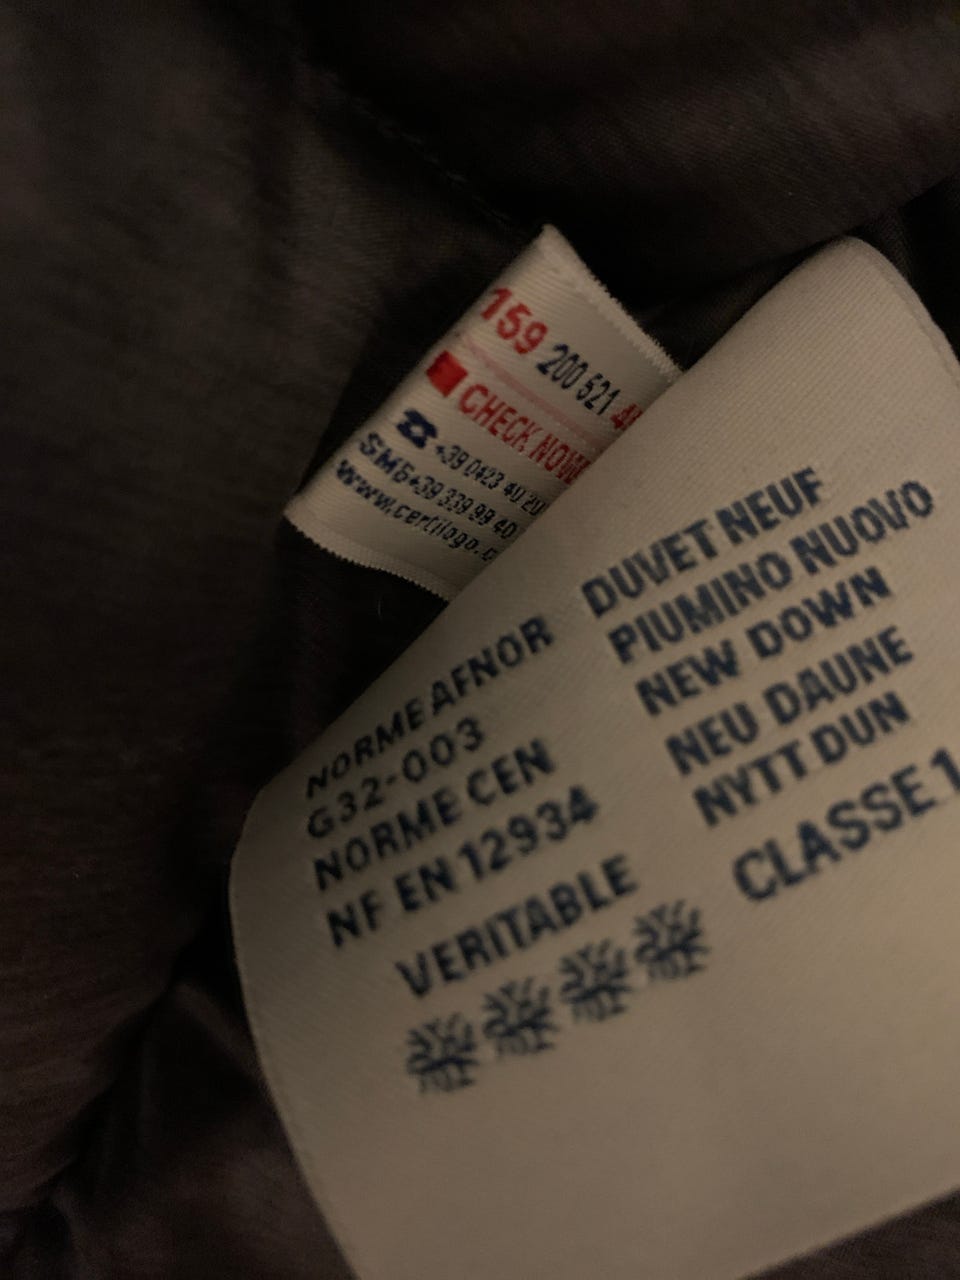 159 200 521
CHECK NOW
+39 0423 40 20
SMS+39 339 99 40
www.certilogo.c
DUVET NEUF
PIUMINO NUOVO
NEW DOWN
NEU DAUNE
NYTT DUN
CLASSE 1
NORME AFNOR
G32-003
NORME CEN
NF EN 12934
VERITABLE